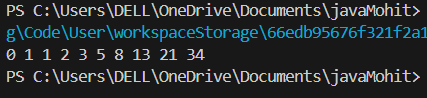 PS C:\Users\DELL\OneDrive\Documents\javaMohit>
g\Code\User\workspaceStorage\66edb95676f321f2a1
0 1 1 2 3 5 8 13 21 34
PS C:\Users\DELL\OneDrive\Documents\javaMohit>